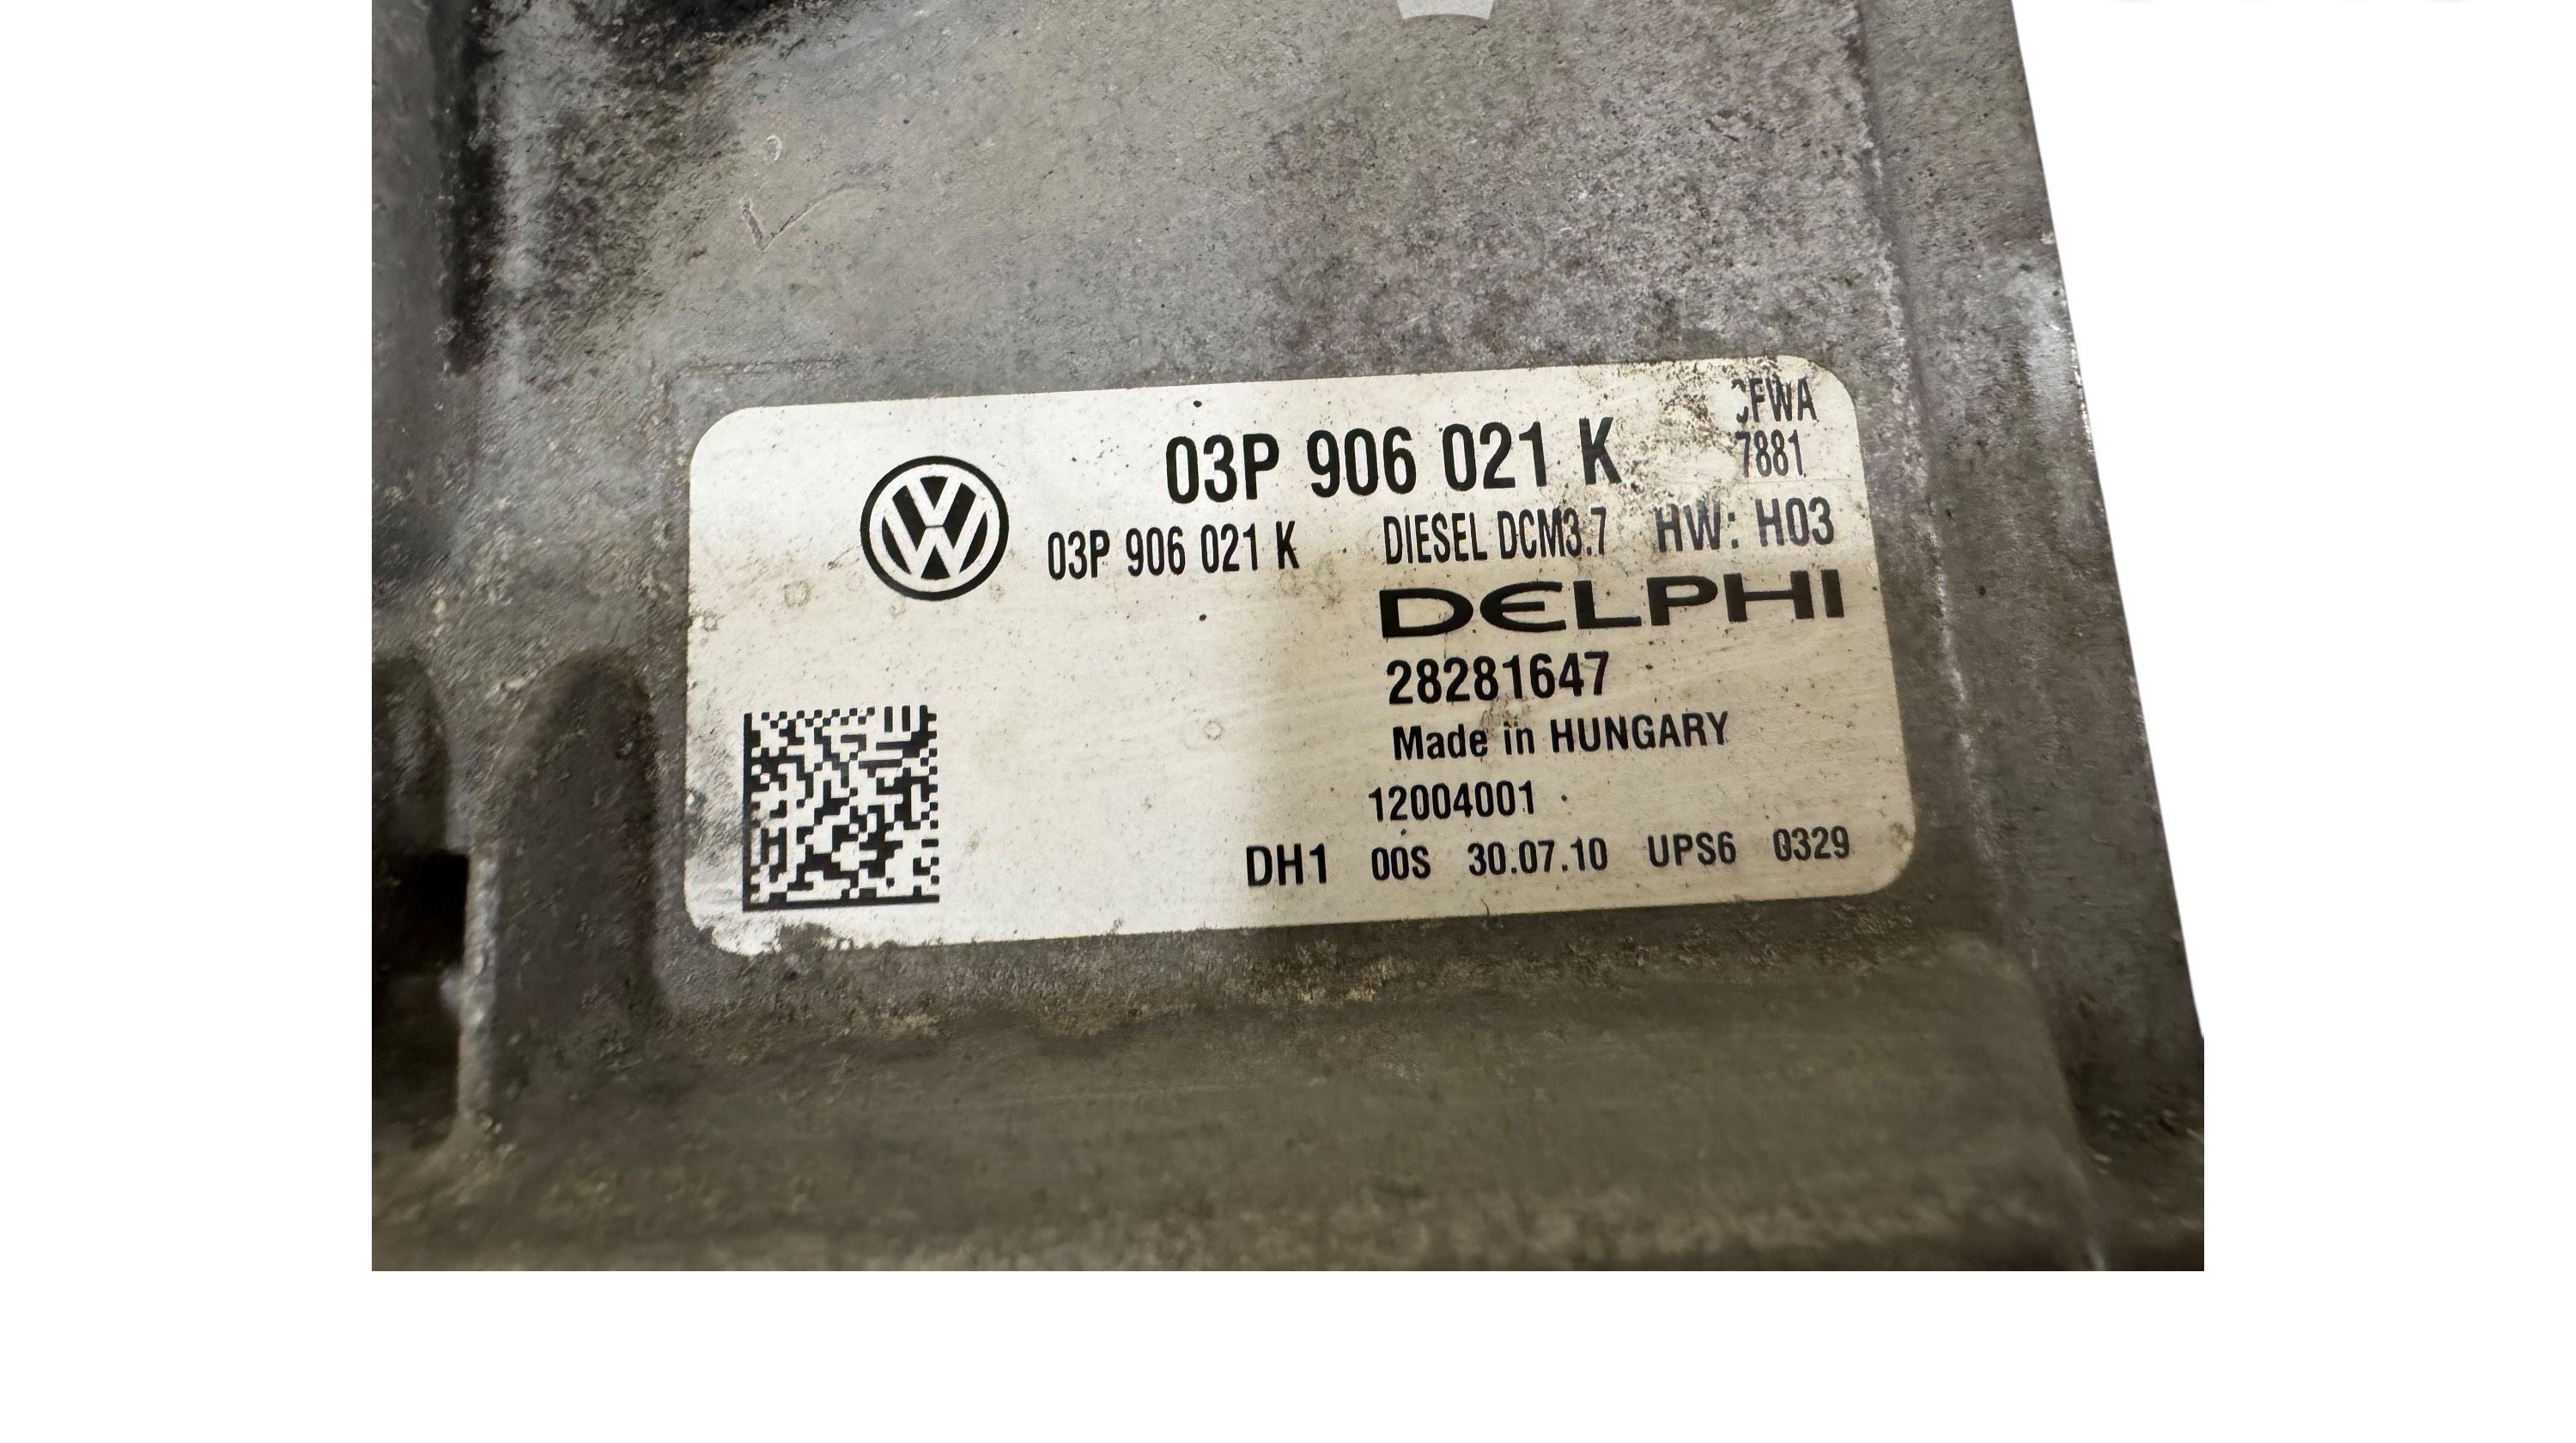 03P 906 021 K
7881
03P 906 021 K DIESEL DCM3.7 HW: H03
DELPHI
28281647
Made in HUNGARY
12004001
DH1 00S 30.07.10 UPS6 0329